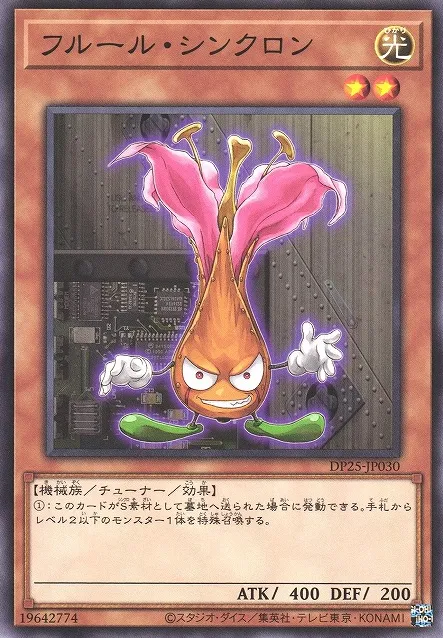 フルール・シンクロン
光
DP25-JP030
【機械族/チューナー/効果】
①:このカードがS素材として墓地へ送られた場合に発動できる。手札から
レベル2以下のモンスター1体を特殊召喚する。
ATK/ 400 DEF/ 200
19642774
©スタジオ・ダイス/集英社・テレビ東京・KONAMI